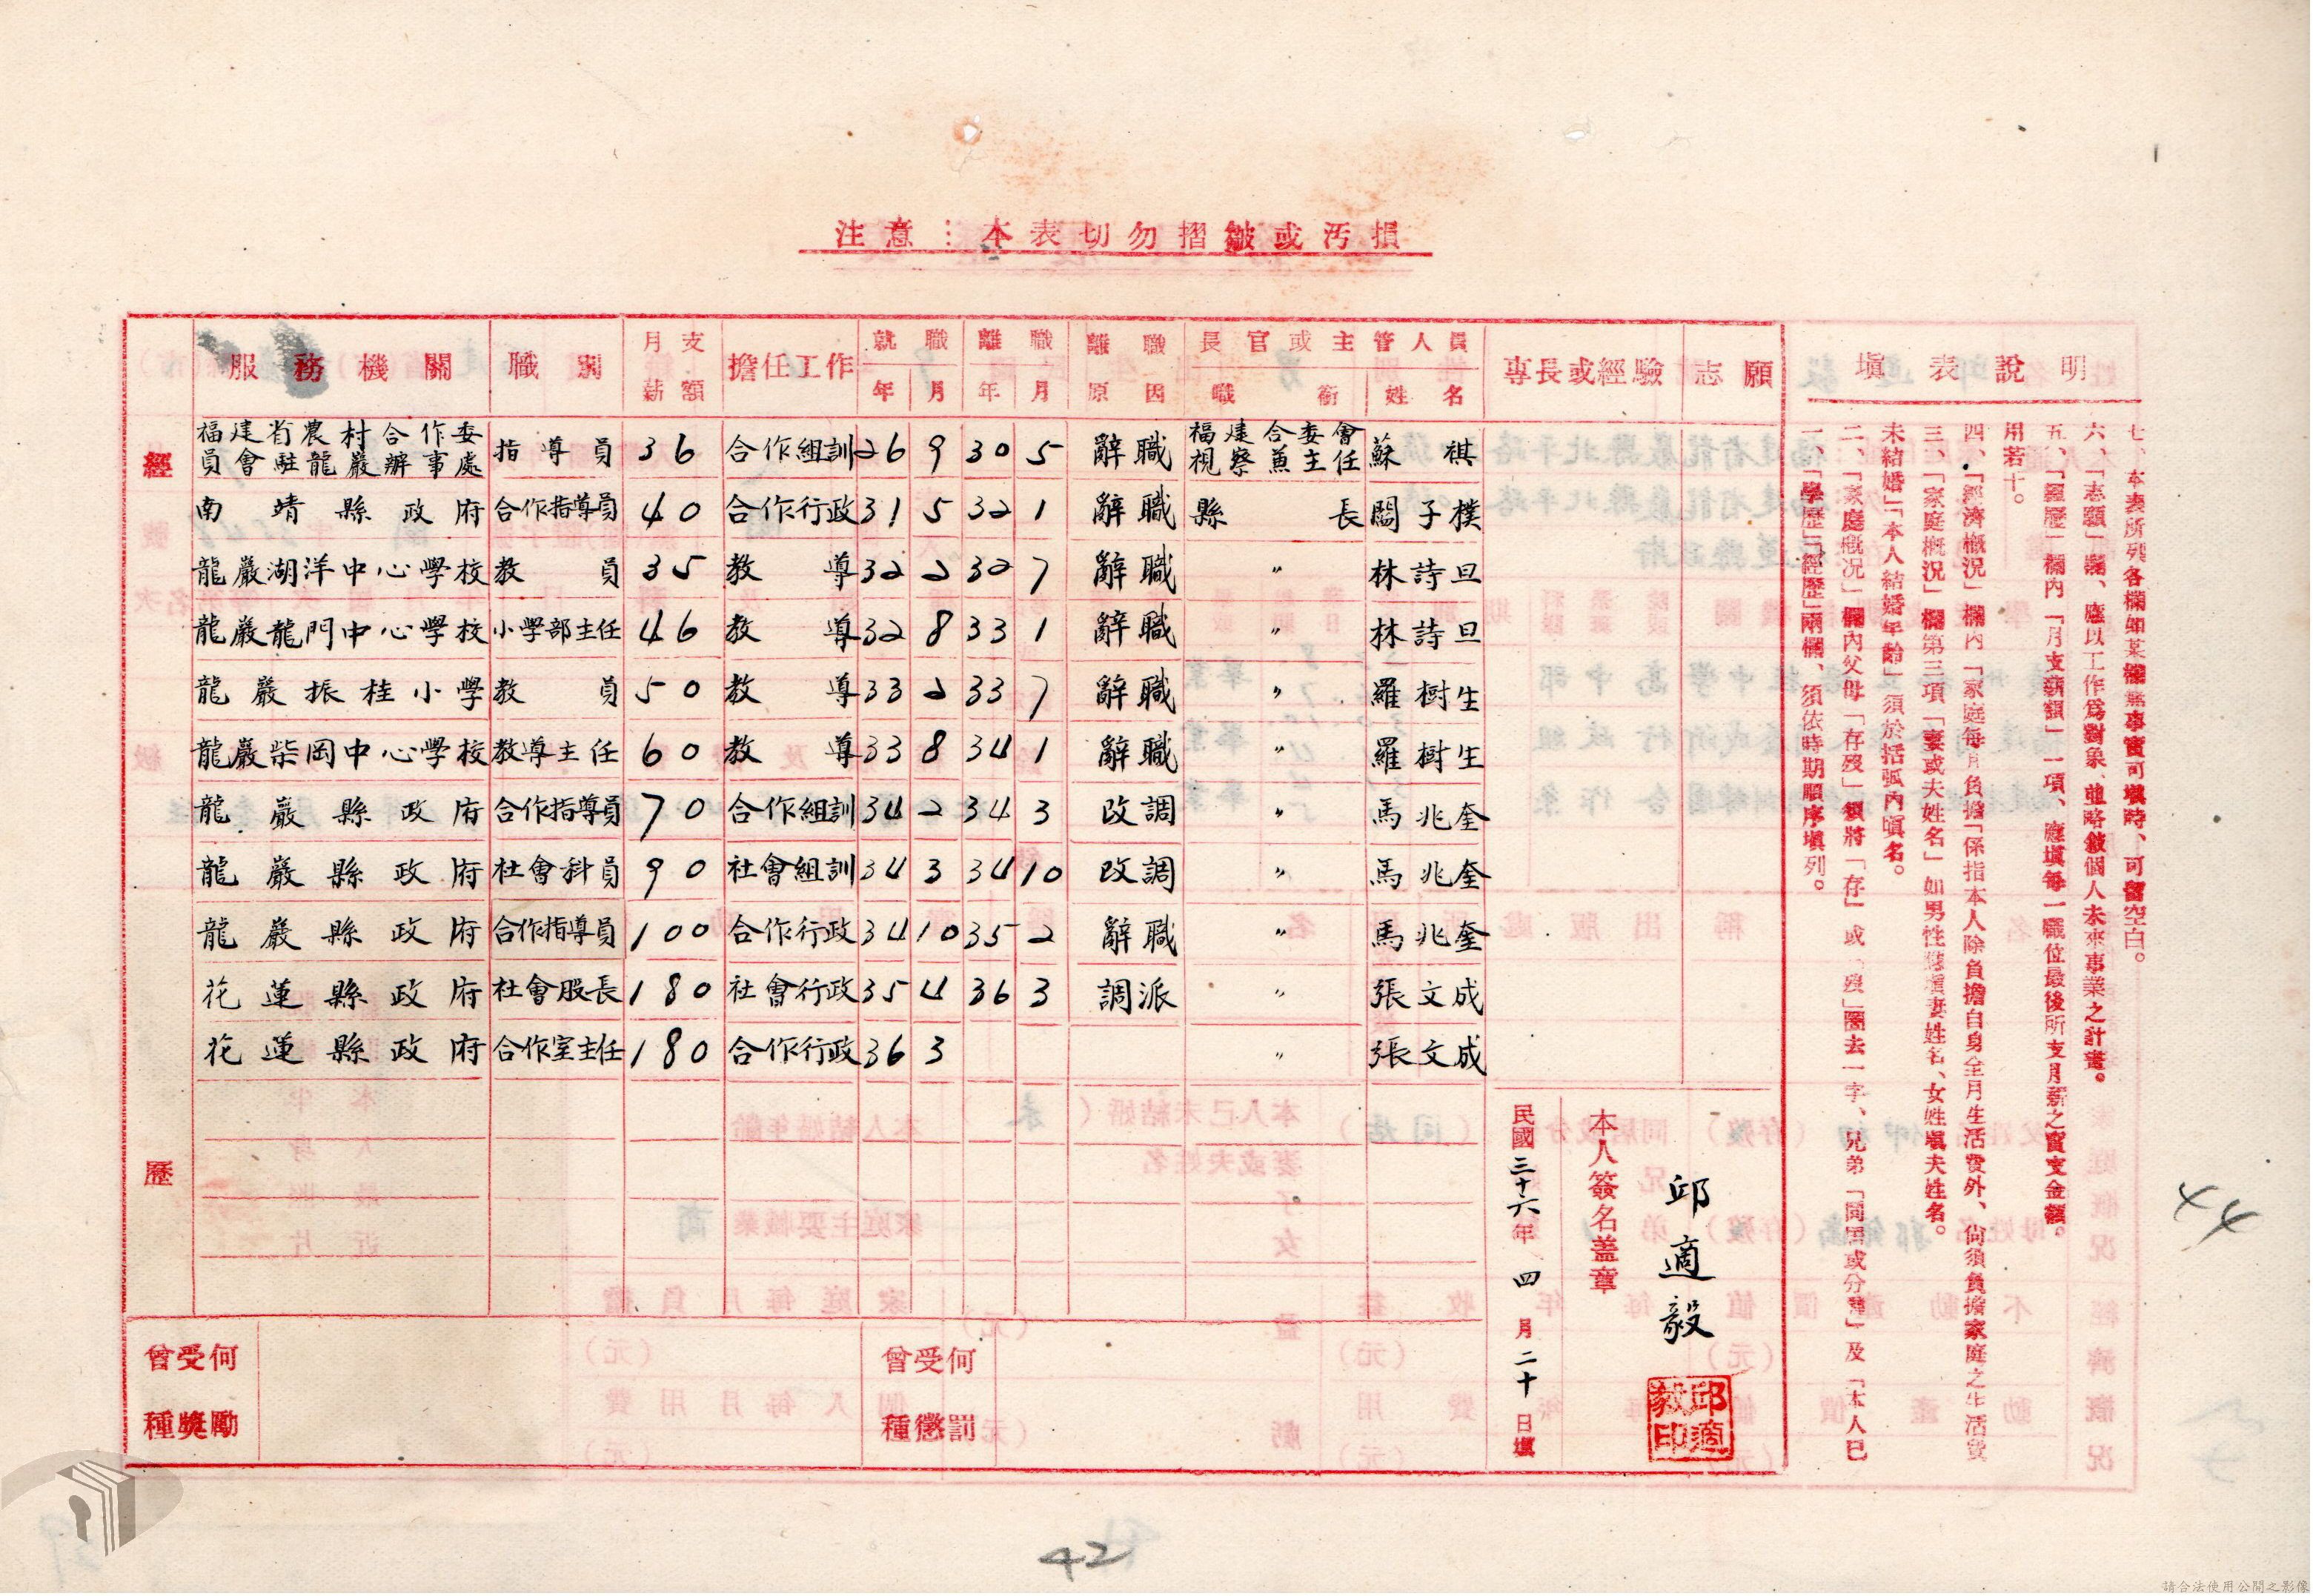 注意：本表切勿摺皺或汚損
經歷
服務機關 職別 月支薪額 擔任工作 就職年月 離職年月 離職原因 長官或主管人員職銜 姓名 專長或經驗 志願
福建省農村合作委員會駐龍巖辦事處 指導員 36 合作組訓 26 9 30 5 辭職 福建合委會視察兼主任 蘇祺
南靖縣政府 合作指導員 40 合作行政 31 5 32 1 辭職 縣長 闆子樸
龍巖湖洋中心學校 教員 35 教導 32 2 32 7 辭職 〃 林詩旦
龍巖龍門中心學校 小學部主任 46 教導 32 8 33 1 辭職 〃 林詩旦
龍巖振桂小學 教員 50 教導 33 2 33 7 辭職 〃 羅樹生
龍巖柴岡中心學校 教導主任 60 教導 33 8 34 1 辭職 〃 羅樹生
龍巖縣政府 合作指導員 70 合作組訓 34 2 34 3 改調 〃 馬兆奎
龍巖縣政府 社會科員 90 社會組訓 34 3 34 10 改調 〃 馬兆奎
龍巖縣政府 合作指導員 100 合作行政 34 10 35 2 辭職 〃 馬兆奎
花蓮縣政府 社會股長 180 社會行政 35 4 36 3 調派 〃 張文成
花蓮縣政府 合作室主任 180 合作行政 36 3 〃 張文成
曾受何種獎勵
曾受何種懲罰
本人簽名蓋章 邱適毅
邱適毅印
民國三十六年四月二十日塡
塡表說明
一、「學歷」「經歷」兩欄、須依時期順序塡列。
二、「家庭概況」欄內父母「存歿」須將「存」或「歿」圈去一字、兄弟「同居或分居」及「本人已
未結婚」「本人結婚年齡」須於括弧內塡名。
三、「家庭概況」欄第三項「妻或夫姓名」如男性應塡妻姓名、女姓塡夫姓名。
四、「經濟概況」欄內「家庭每月負擔」係指本人除負擔自身全月生活費外、尙須負擔家庭之生活費
用若干。
五、「經歷」欄內「月支薪額」一項、應塡每一職位最後所支月薪之實支金額。
六、「志願」欄、應以工作爲對象、並略敍個人未來事業之計畫。
七、本表所列各欄如某欄無事實可塡時、可留空白。
44
42
請合法使用公開之影像